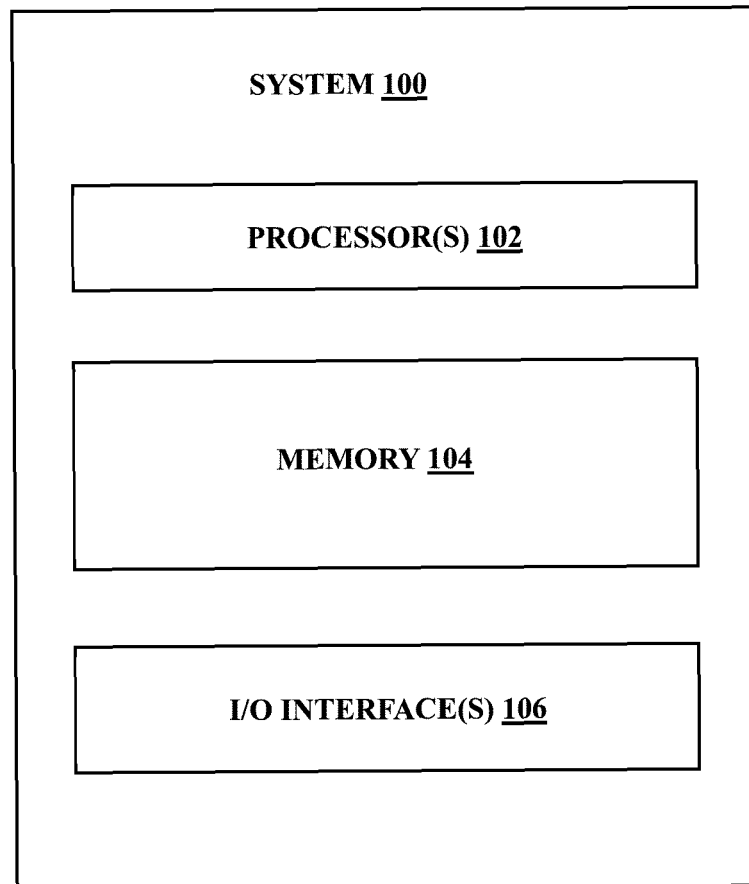 SYSTEM 100
PROCESSOR(S) 102
MEMORY 104
I/O INTERFACE(S) 106